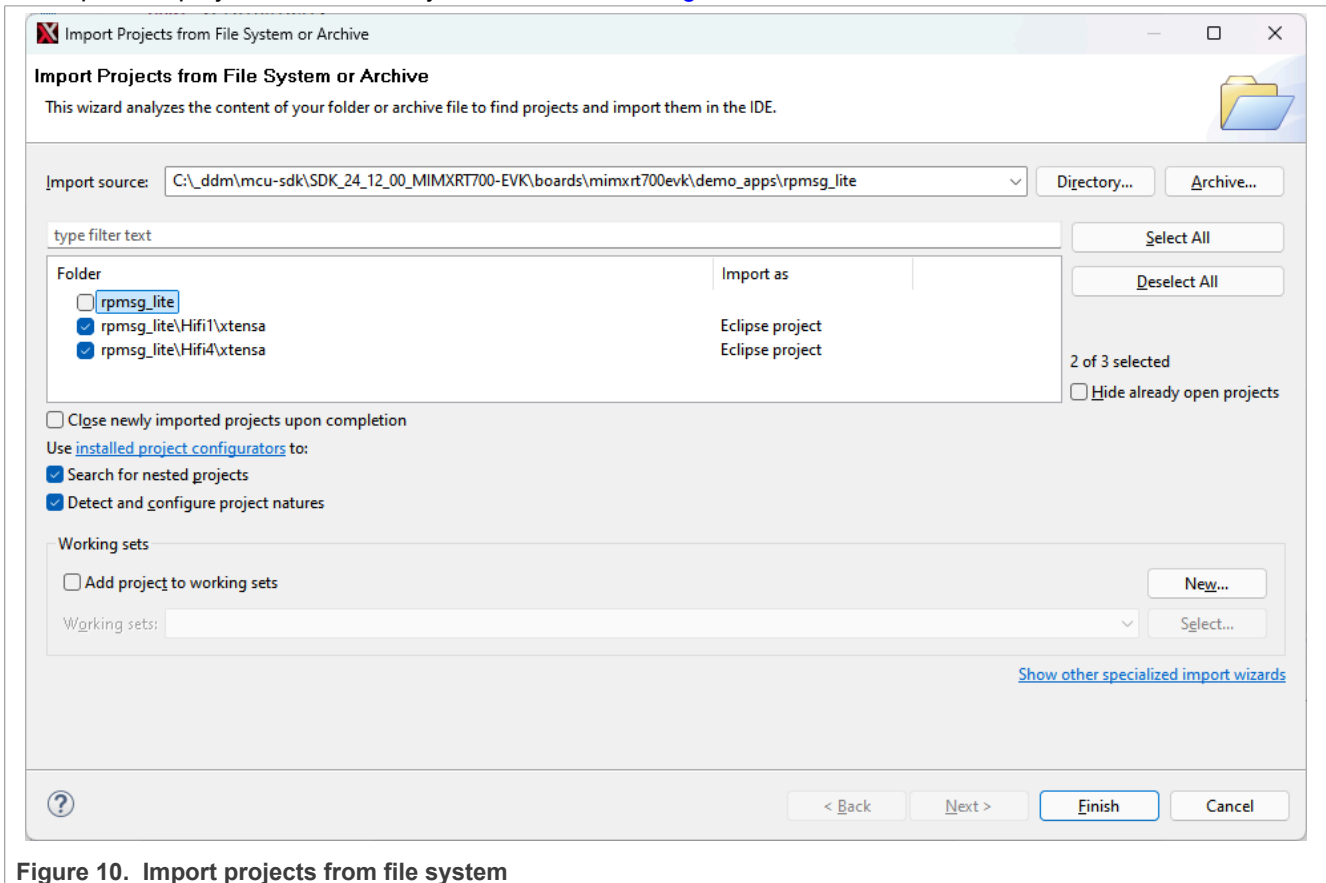 Import Projects from File System or Archive
Import Projects from File System or Archive
This wizard analyzes the content of your folder or archive file to find projects and import them in the IDE.
Import source: C:\_ddm\mcu-sdk\SDK_24_12_00_MIMXRT700-EVK\boards\mimxrt700evk\demo_apps\rpmsg_lite Directory... Archive...
type filter text Select All
Folder Import as Deselect All
rpmsg_lite
rpmsg_lite\Hifi1\xtensa Eclipse project
rpmsg_lite\Hifi4\xtensa Eclipse project
2 of 3 selected
Hide already open projects
Close newly imported projects upon completion
Use installed project configurators to:
Search for nested projects
Detect and configure project natures
Working sets
Add project to working sets New...
Working sets: Select...
Show other specialized import wizards
? < Back Next > Finish Cancel
Figure 10. Import projects from file system